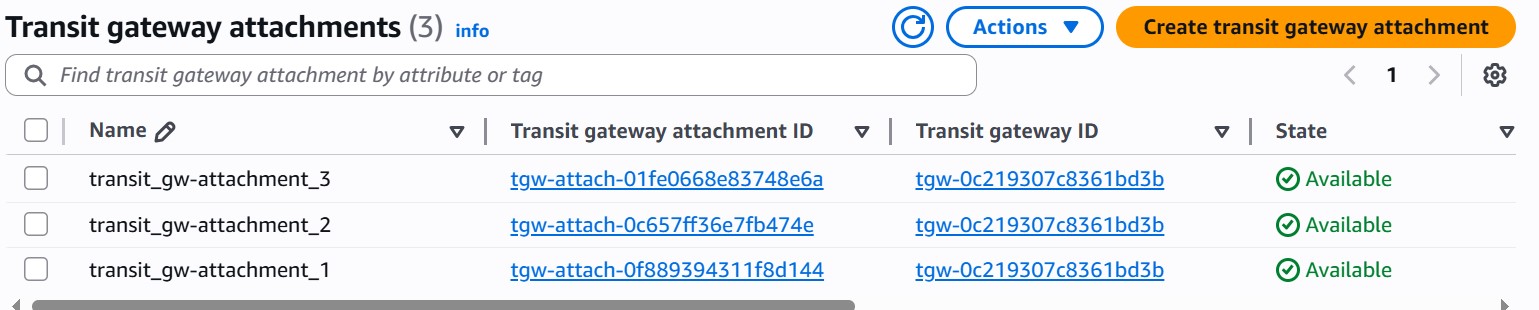 Transit gateway attachments (3) info Actions Create transit gateway attachment
Find transit gateway attachment by attribute or tag 1
Name Transit gateway attachment ID Transit gateway ID State
transit_gw-attachment_3 tgw-attach-01fe0668e83748e6a tgw-0c219307c8361bd3b Available
transit_gw-attachment_2 tgw-attach-0c657ff36e7fb474e tgw-0c219307c8361bd3b Available
transit_gw-attachment_1 tgw-attach-0f889394311f8d144 tgw-0c219307c8361bd3b Available